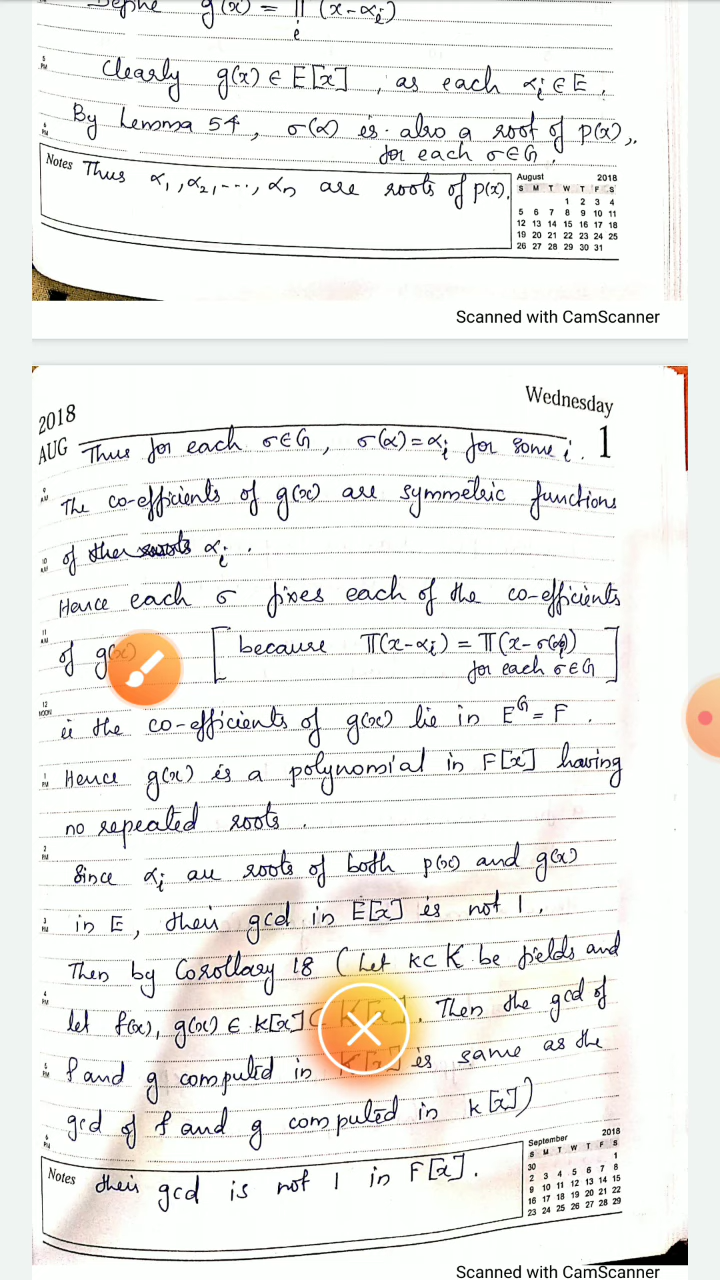 Define g(x) = ∏ (x-αᵢ)
i
Clearly g(x) ∈ E[x] , as each αᵢ ∈ E.
By Lemma 54, σ(α) is also a root of p(x),
for each σ∈G.
Notes Thus α₁, α₂, ---, αₙ are roots of p(x).
August 2018
S M T W T F S
1 2 3 4
5 6 7 8 9 10 11
12 13 14 15 16 17 18
19 20 21 22 23 24 25
26 27 28 29 30 31
Scanned with CamScanner
2018
AUG
Wednesday
1
Thus for each σ∈G, σ(α)=αᵢ for some i.
The co-efficients of g(x) are symmetric functions
of the αᵢ.
Hence each σ fixes each of the co-efficients
of g(x) [because ∏(x-αᵢ) = ∏(x-σ(αᵢ))
for each σ∈G]
ie the co-efficients of g(x) lie in Eᴳ = F .
Hence g(x) is a polynomial in F[x] having
no repeated roots .
Since αᵢ are roots of both p(x) and g(x)
in E, their gcd in E[x] is not 1.
Then by Corollary 18 (Let k⊂K be fields and
let f(x), g(x) ∈ k[x] ⊂ K[x]. Then the gcd of
f and g computed in K[x] is same as the
gcd of f and g computed in k[x])
Notes their gcd is not 1 in F[x].
September 2018
S M T W T F S
30 1
2 3 4 5 6 7 8
9 10 11 12 13 14 15
16 17 18 19 20 21 22
23 24 25 26 27 28 29
Scanned with CamScanner